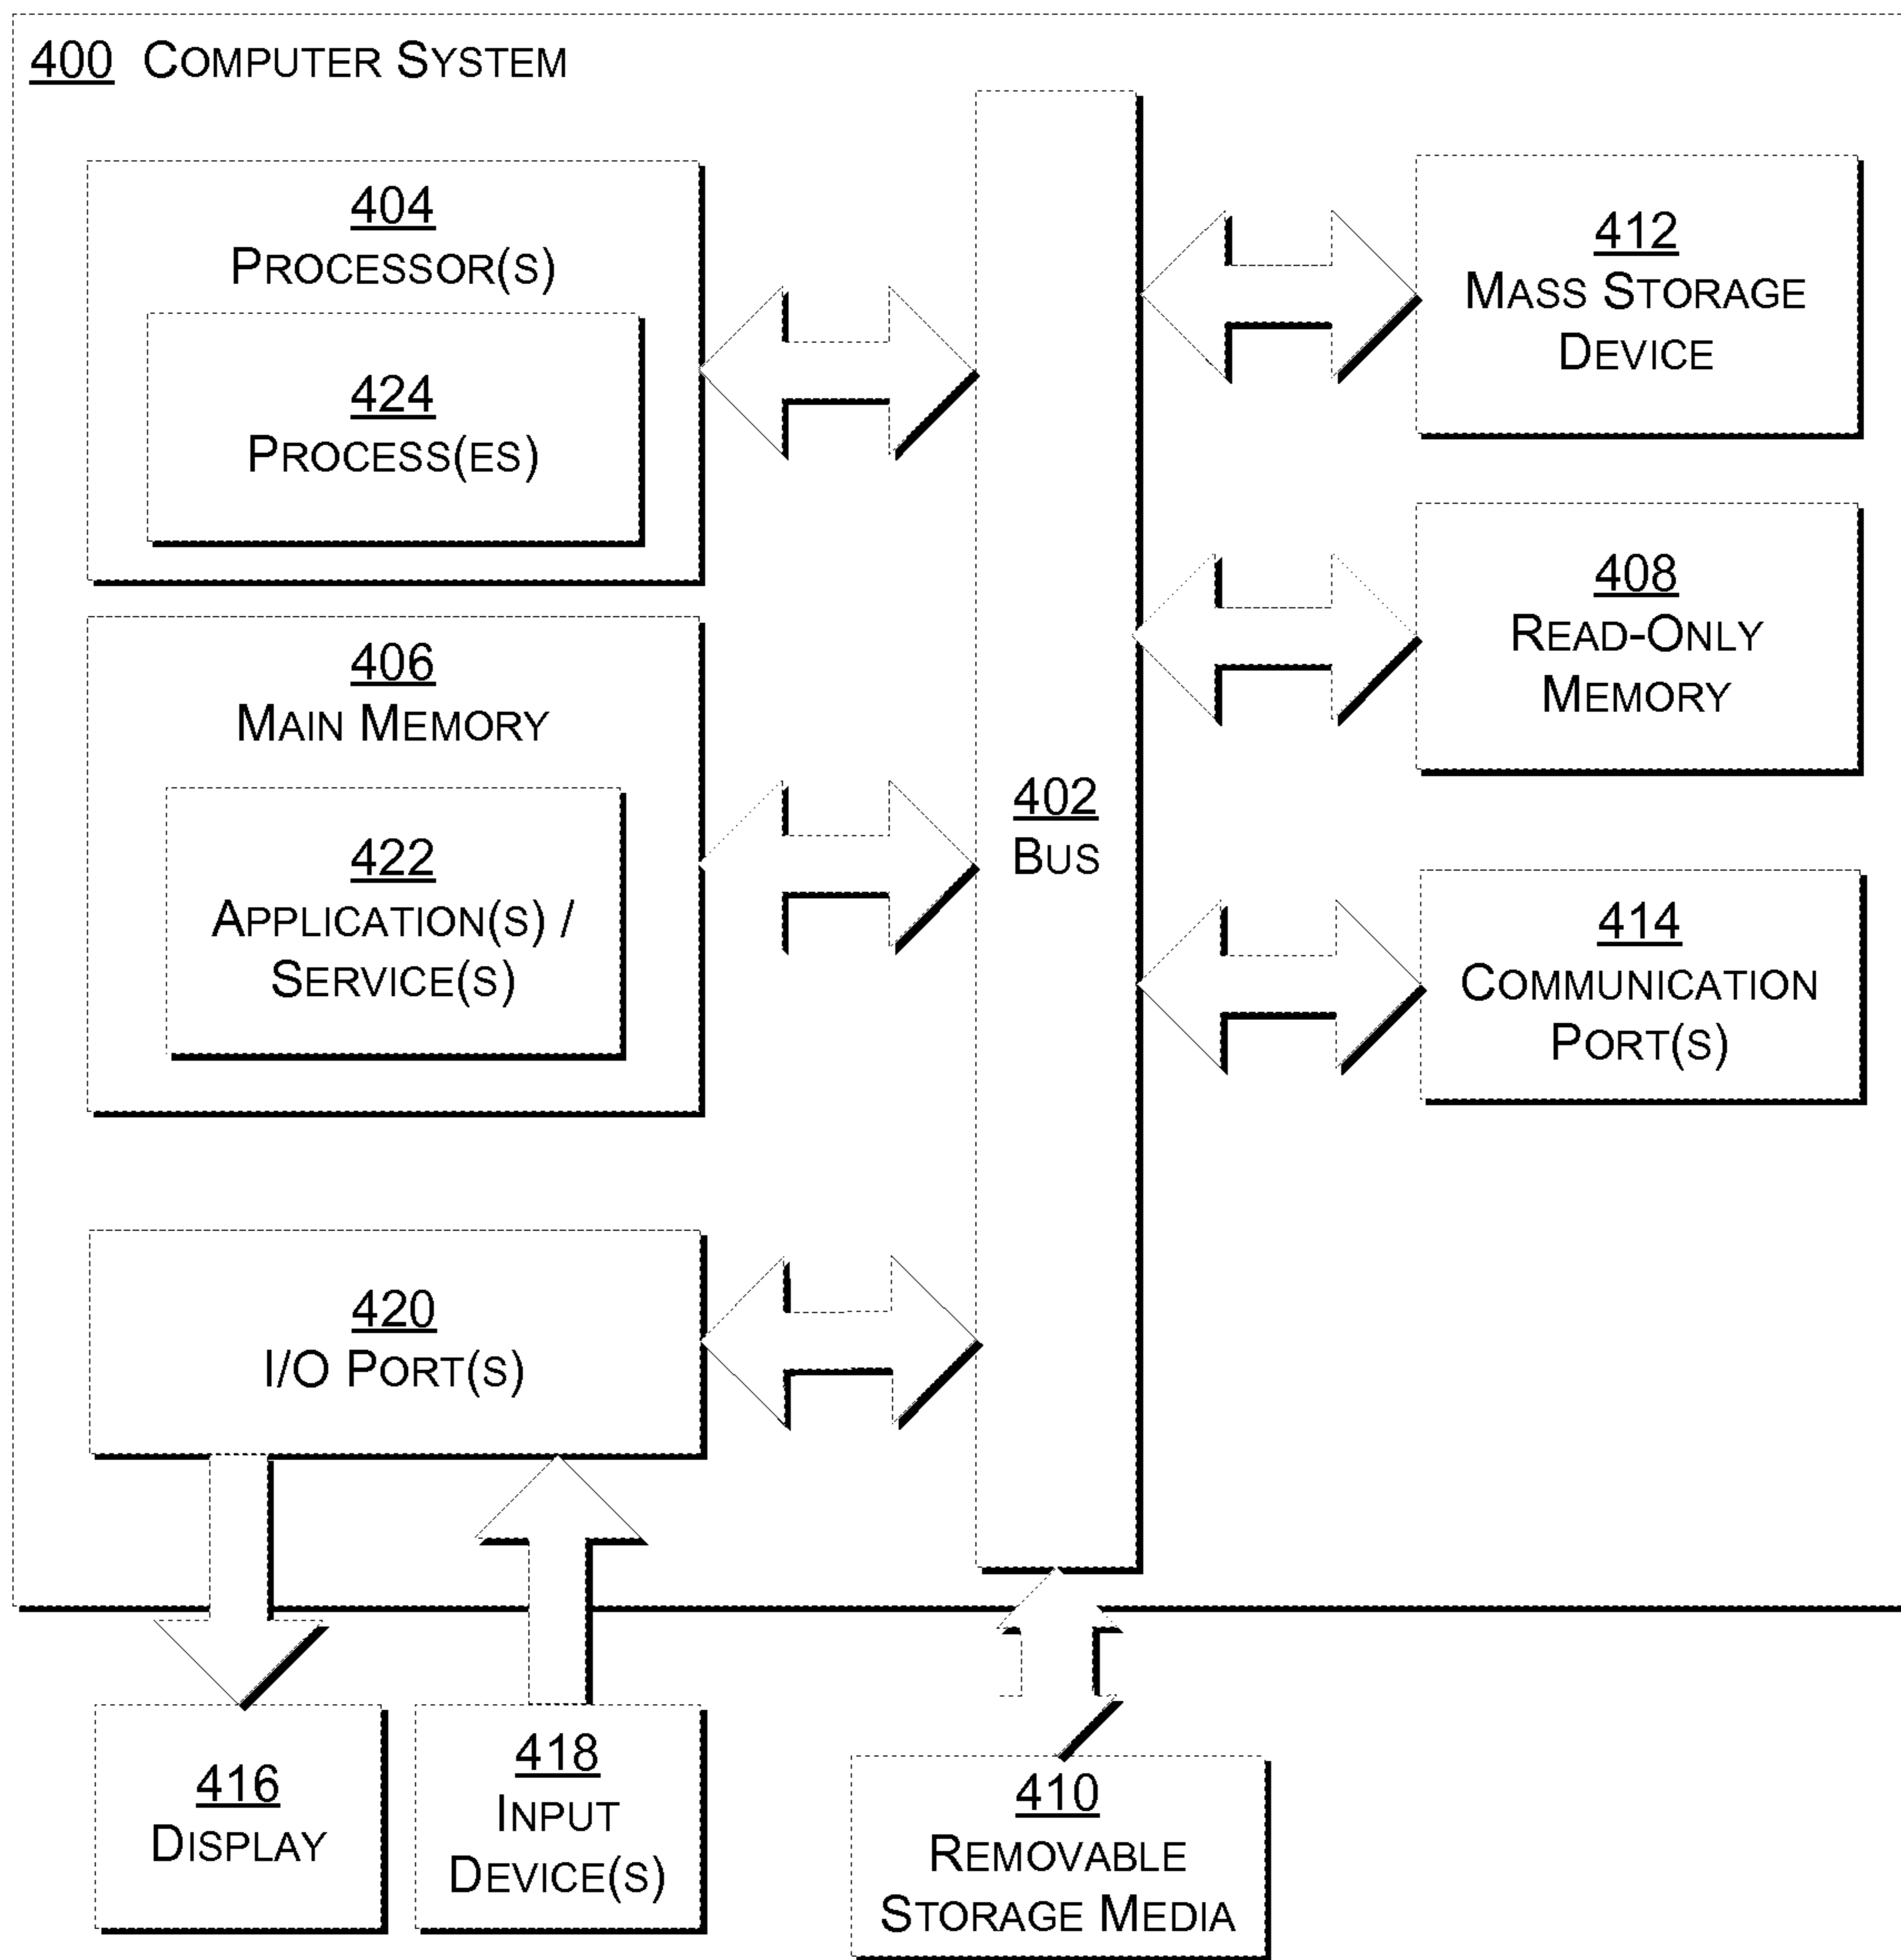 400 COMPUTER SYSTEM
404
PROCESSOR(S)
424
PROCESS(ES)
406
MAIN MEMORY
422
APPLICATION(S) /
SERVICE(S)
420
I/O PORT(S)
402
BUS
412
MASS STORAGE
DEVICE
408
READ-ONLY
MEMORY
414
COMMUNICATION
PORT(S)
416
DISPLAY
418
INPUT
DEVICE(S)
410
REMOVABLE
STORAGE MEDIA